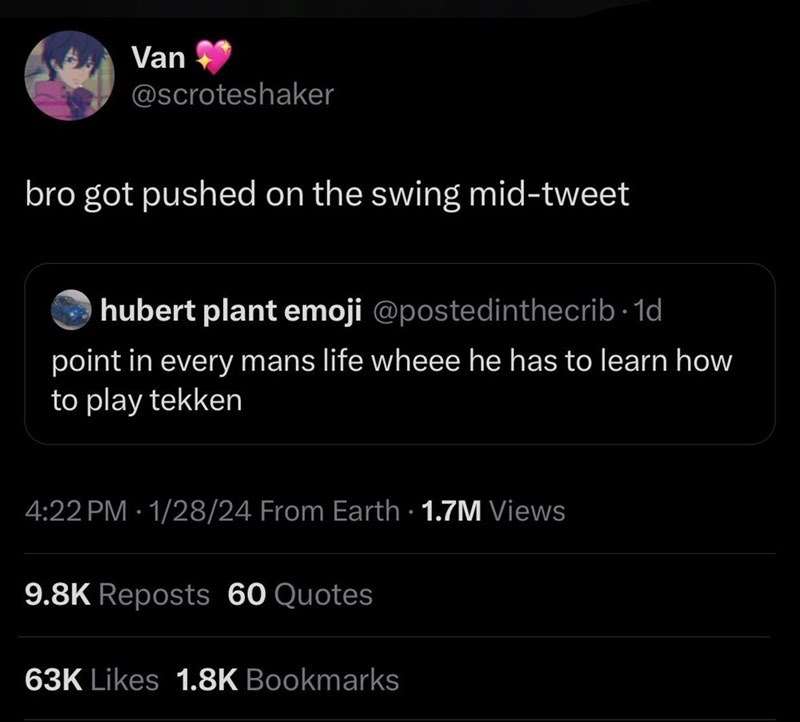 Van 💖
@scroteshaker
bro got pushed on the swing mid-tweet
hubert plant emoji @postedinthecrib · 1d
point in every mans life wheee he has to learn how
to play tekken
4:22 PM · 1/28/24 From Earth · 1.7M Views
9.8K Reposts 60 Quotes
63K Likes 1.8K Bookmarks